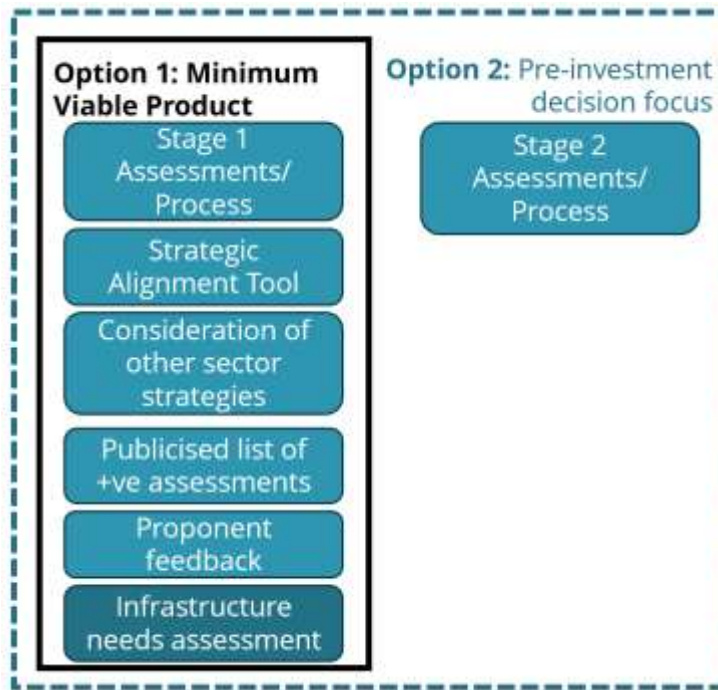 Option 1: Minimum
Viable Product
Stage 1
Assessments/
Process
Strategic
Alignment Tool
Consideration of
other sector
strategies
Publicised list of
+ve assessments
Proponent
feedback
Infrastructure
needs assessment
Option 2: Pre-investment
decision focus
Stage 2
Assessments/
Process